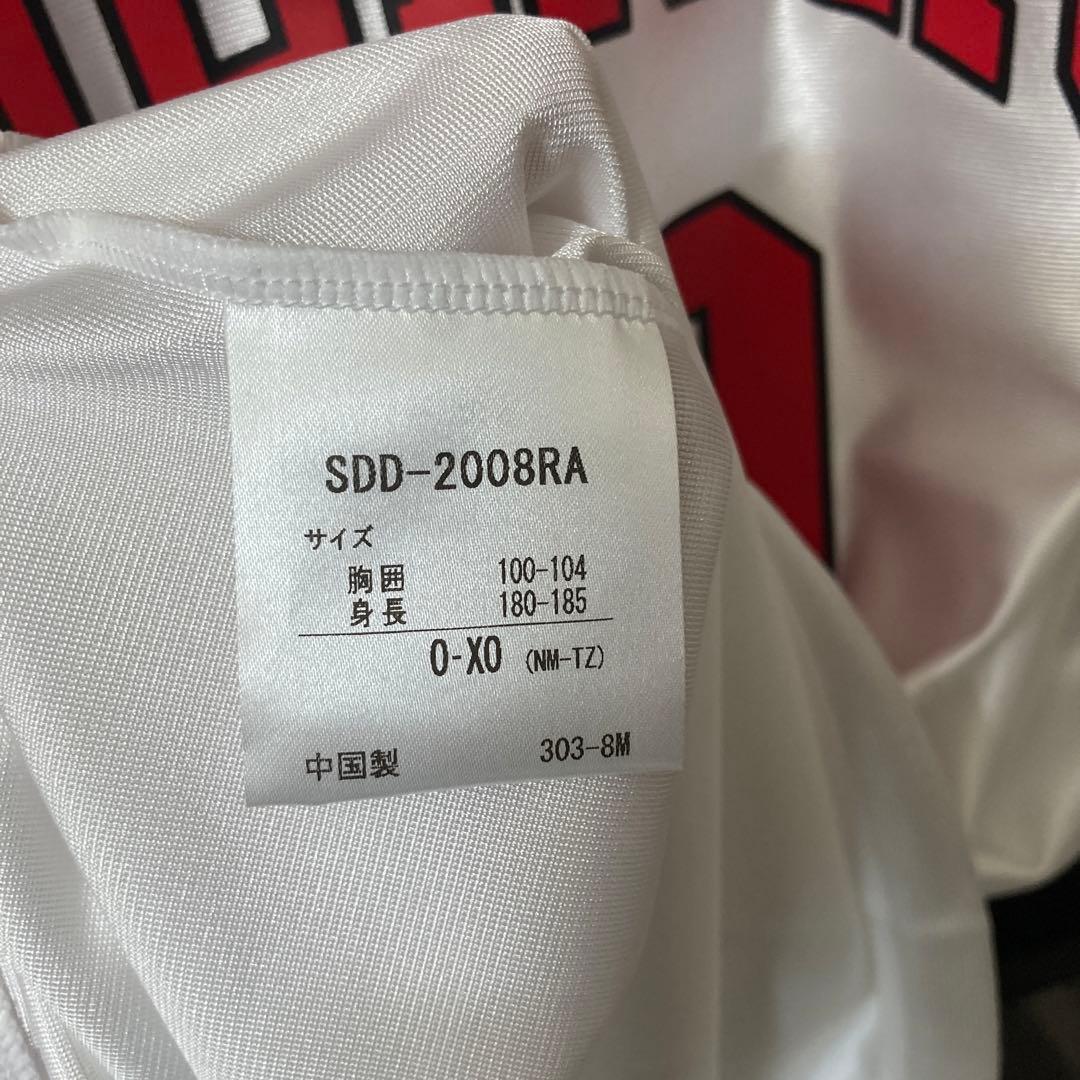 SDD-2008RA
サイズ
胸囲 100-104
身長 180-185
O-XO (NM-TZ)
中国製 303-8M